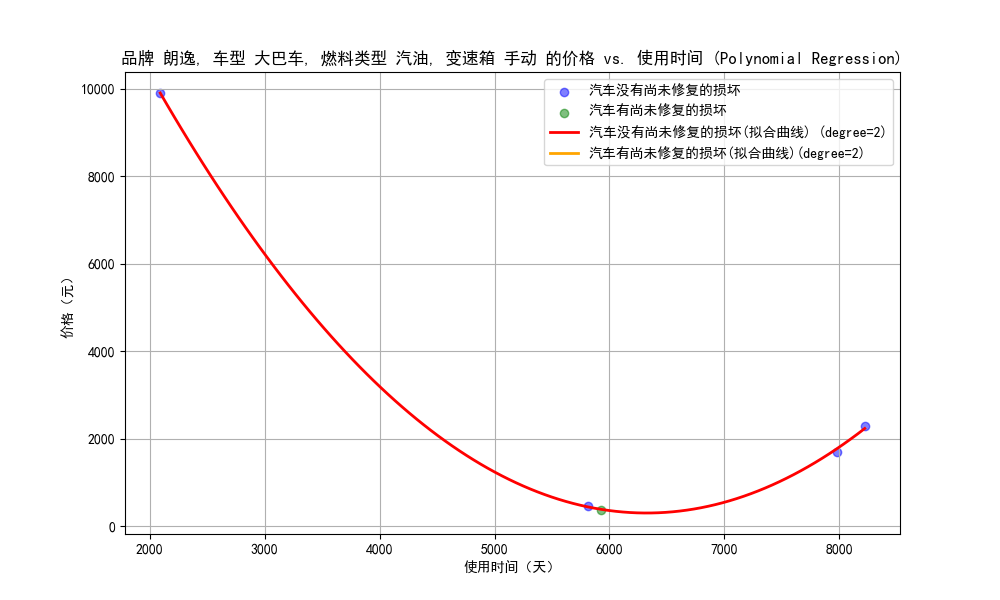 品牌 朗逸, 车型 大巴车, 燃料类型 汽油, 变速箱 手动 的价格 vs. 使用时间 (Polynomial Regression)
汽车没有尚未修复的损坏
汽车有尚未修复的损坏
汽车没有尚未修复的损坏(拟合曲线) (degree=2)
汽车有尚未修复的损坏(拟合曲线)(degree=2)
价格（元）
10000
8000
6000
4000
2000
0
2000 3000 4000 5000 6000 7000 8000
使用时间（天）